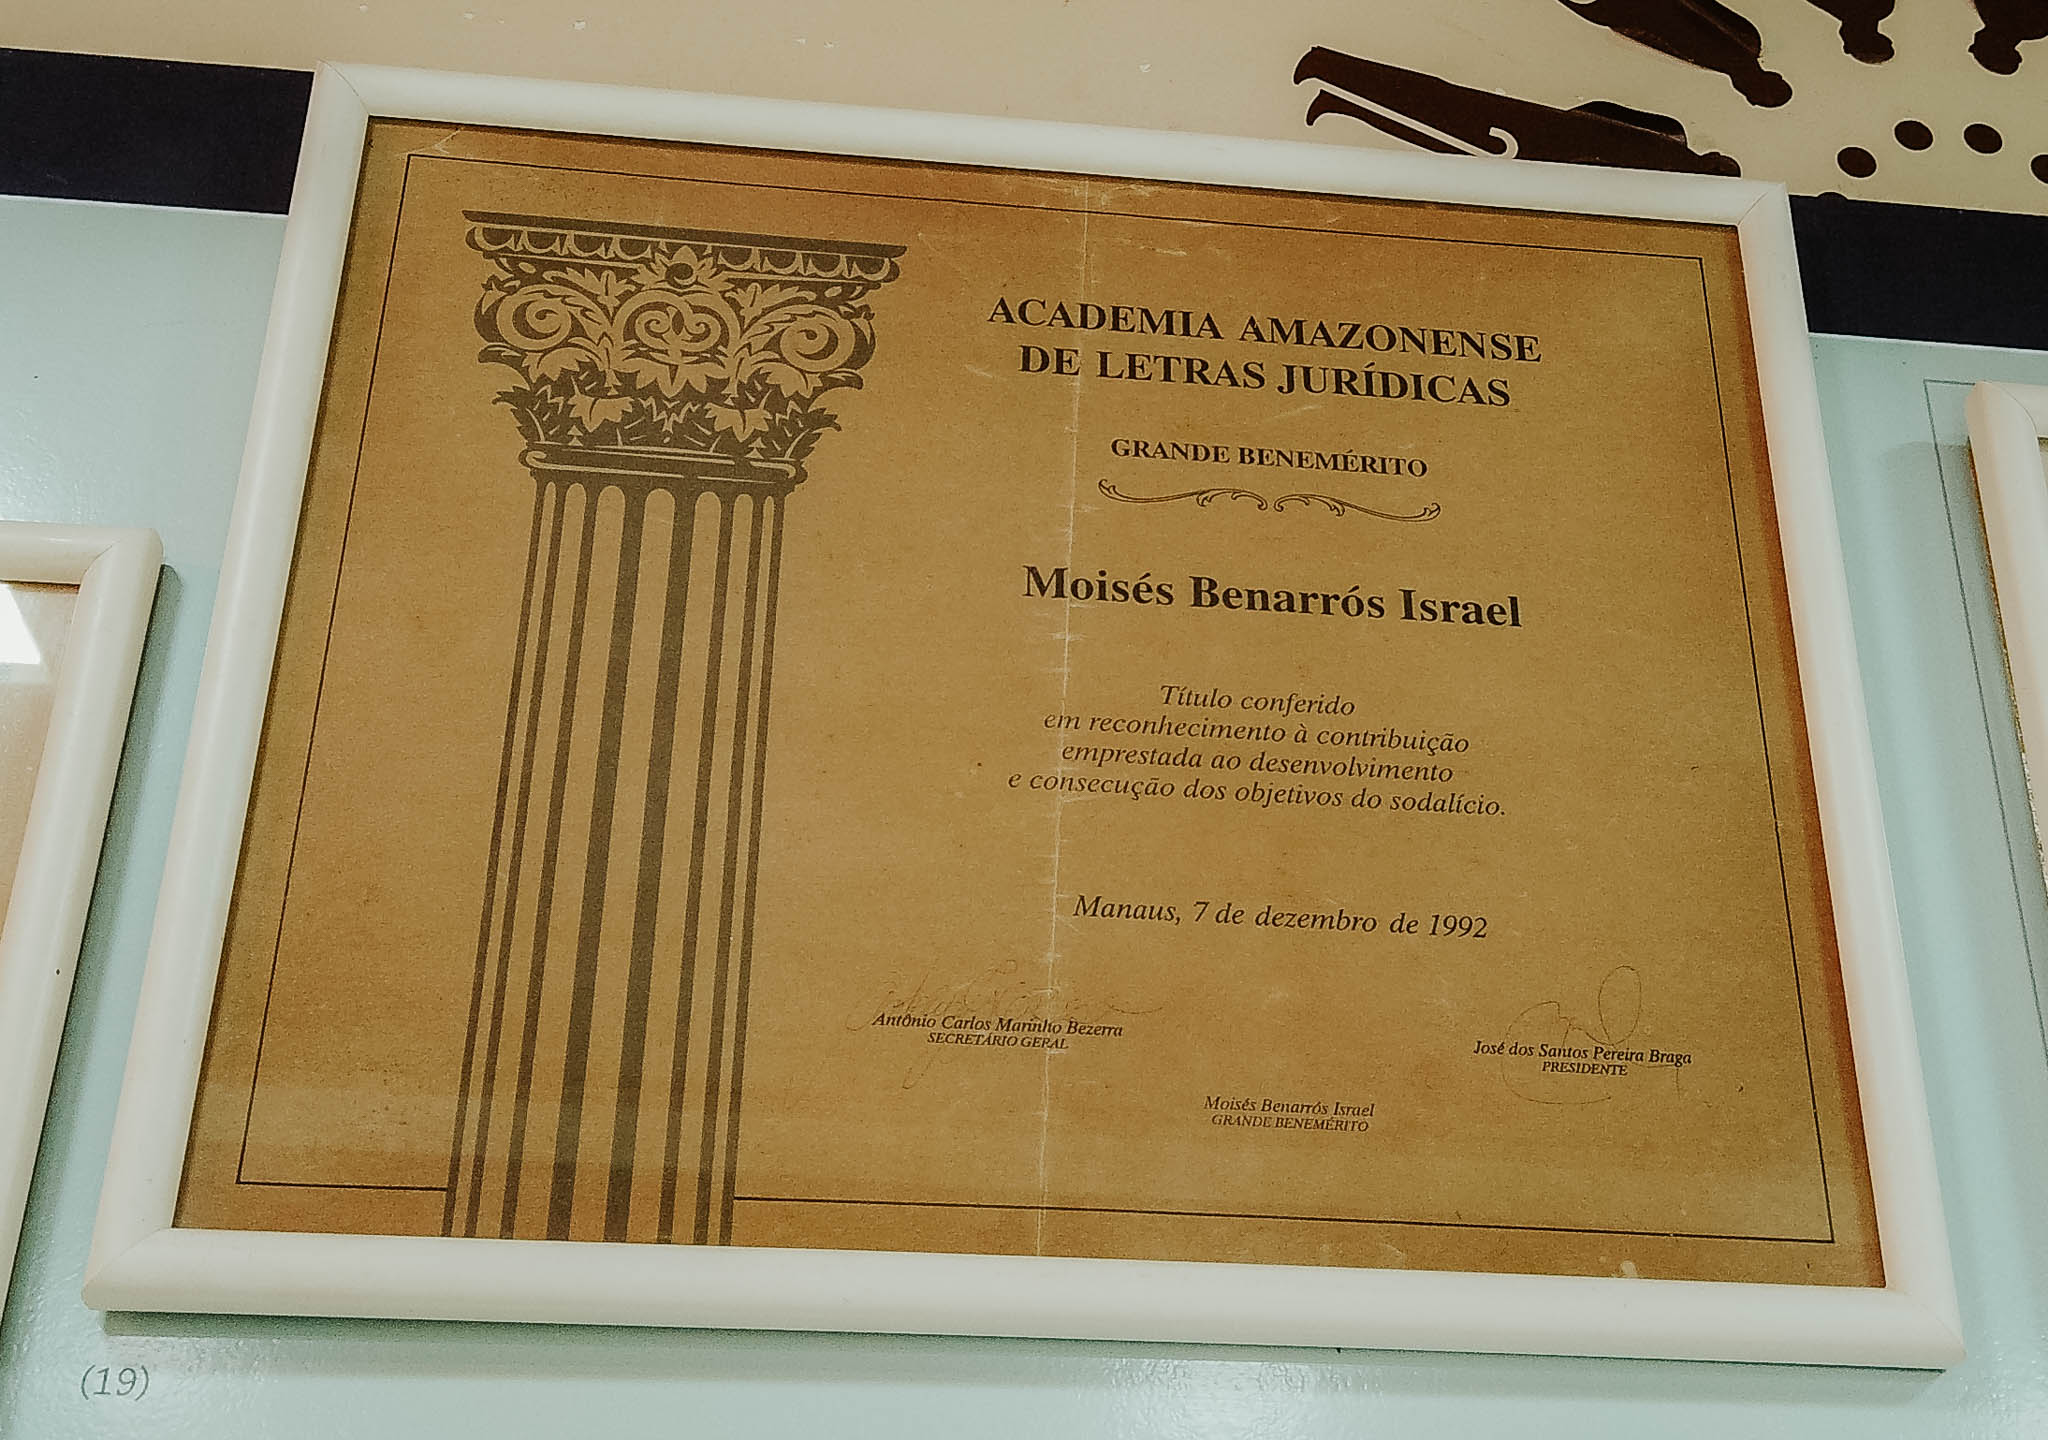 ACADEMIA AMAZONENSE
DE LETRAS JURÍDICAS
GRANDE BENEMÉRITO
Moisés Benarrós Israel
Título conferido
em reconhecimento à contribuição
emprestada ao desenvolvimento
e consecução dos objetivos do sodalício.
Manaus, 7 de dezembro de 1992
Antônio Carlos Marinho Bezerra
SECRETÁRIO GERAL
José dos Santos Pereira Braga
PRESIDENTE
Moisés Benarrós Israel
GRANDE BENEMÉRITO
(19)